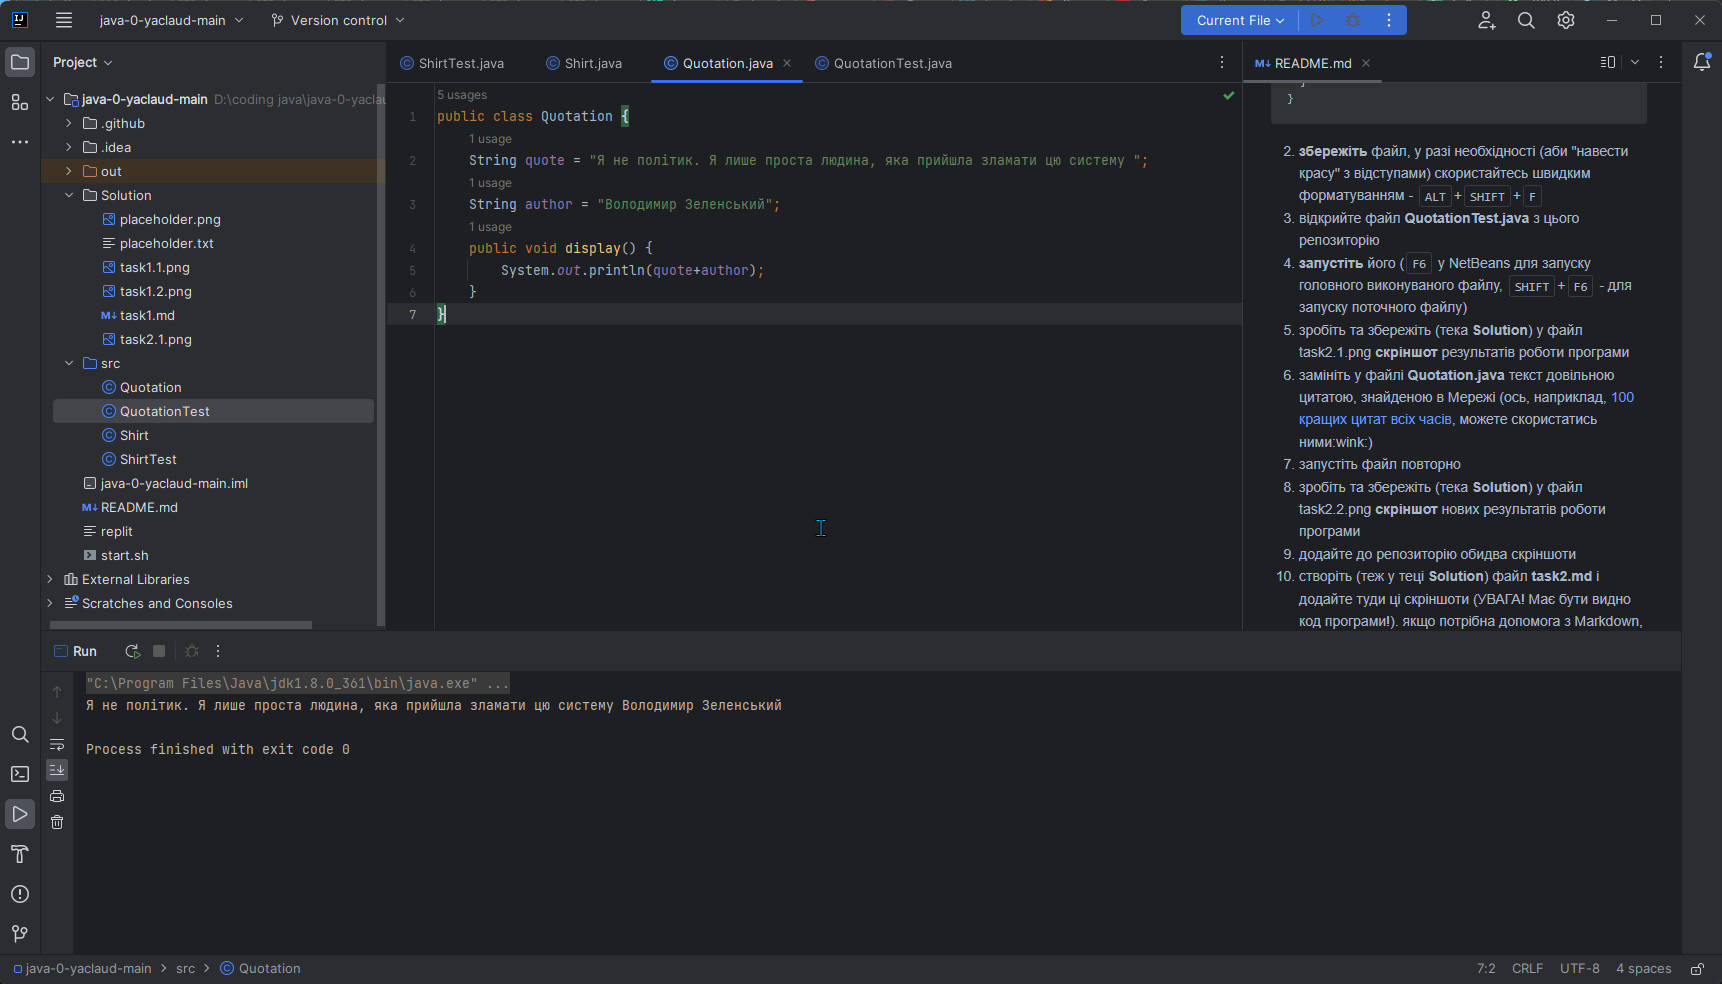 java-0-yaclaud-main
Version control
Current File
Project
java-0-yaclaud-main D:\coding java\java-0-yaclau
.github
.idea
out
Solution
placeholder.png
placeholder.txt
task1.1.png
task1.2.png
M↓ task1.md
task2.1.png
src
Quotation
QuotationTest
Shirt
ShirtTest
java-0-yaclaud-main.iml
M↓ README.md
replit
start.sh
External Libraries
Scratches and Consoles
ShirtTest.java
Shirt.java
Quotation.java
QuotationTest.java
5 usages
1 public class Quotation {
1 usage
2 String quote = "Я не політик. Я лише проста людина, яка прийшла зламати цю систему ";
1 usage
3 String author = "Володимир Зеленський";
1 usage
4 public void display() {
5 System.out.println(quote+author);
6 }
7 }
M↓ README.md
}
2. збережіть файл, у разі необхідності (аби "навести
красу" з відступами) скористайтесь швидким
форматуванням - ALT + SHIFT + F
3. відкрийте файл QuotationTest.java з цього
репозиторію
4. запустіть його ( F6 у NetBeans для запуску
головного виконуваного файлу, SHIFT + F6 - для
запуску поточного файлу)
5. зробіть та збережіть (тека Solution) у файл
task2.1.png скріншот результатів роботи програми
6. замініть у файлі Quotation.java текст довільною
цитатою, знайденою в Мережі (ось, наприклад, 100
кращих цитат всіх часів, можете скористатись
ними:wink:)
7. запустіть файл повторно
8. зробіть та збережіть (тека Solution) у файл
task2.2.png скріншот нових результатів роботи
програми
9. додайте до репозиторію обидва скріншоти
10. створіть (теж у теці Solution) файл task2.md і
додайте туди ці скріншоти (УВАГА! Має бути видно
код програми!). якщо потрібна допомога з Markdown,
Run
"C:\Program Files\Java\jdk1.8.0_361\bin\java.exe" ...
Я не політик. Я лише проста людина, яка прийшла зламати цю систему Володимир Зеленський
Process finished with exit code 0
java-0-yaclaud-main > src > Quotation
7:2 CRLF UTF-8 4 spaces